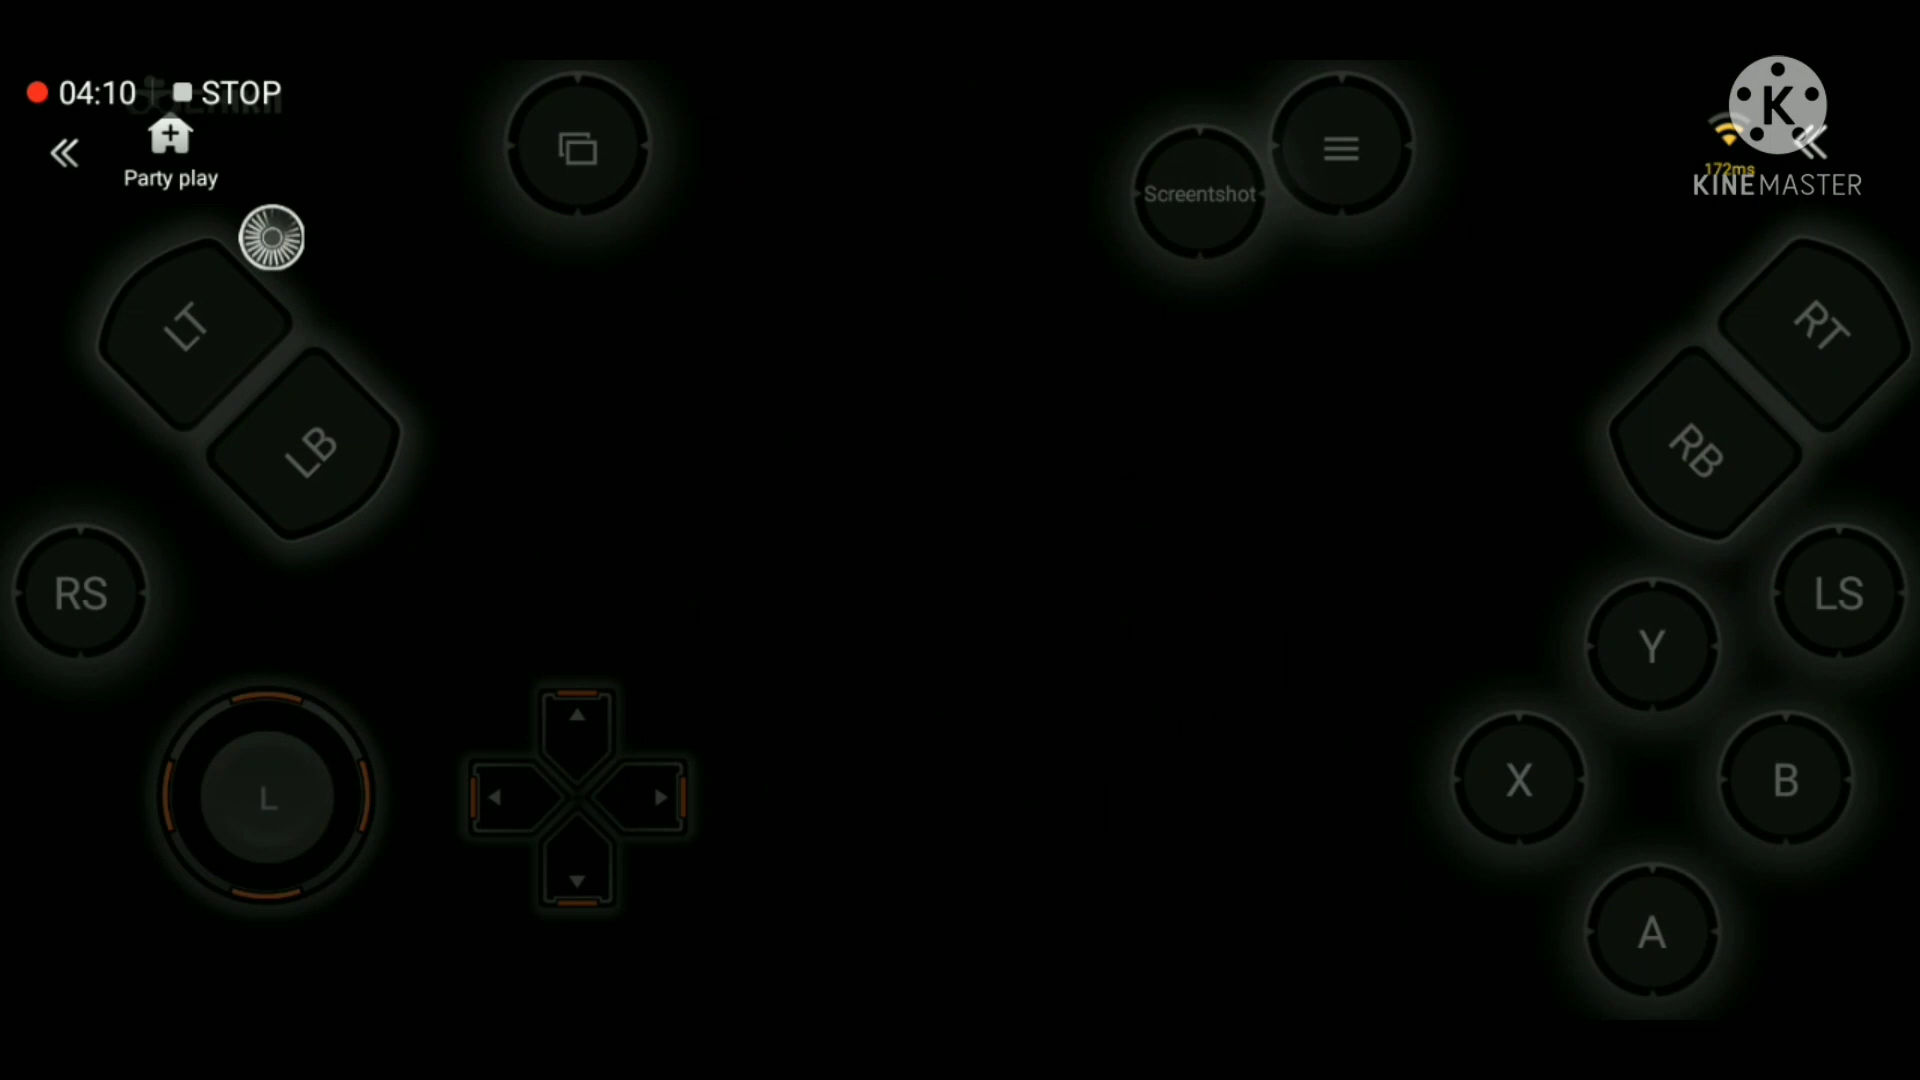 04:10 STOP
Party play
Screentshot
172ms
K
KINEMASTER
LT
LB
RT
RB
RS
LS
Y
X
B
L
A